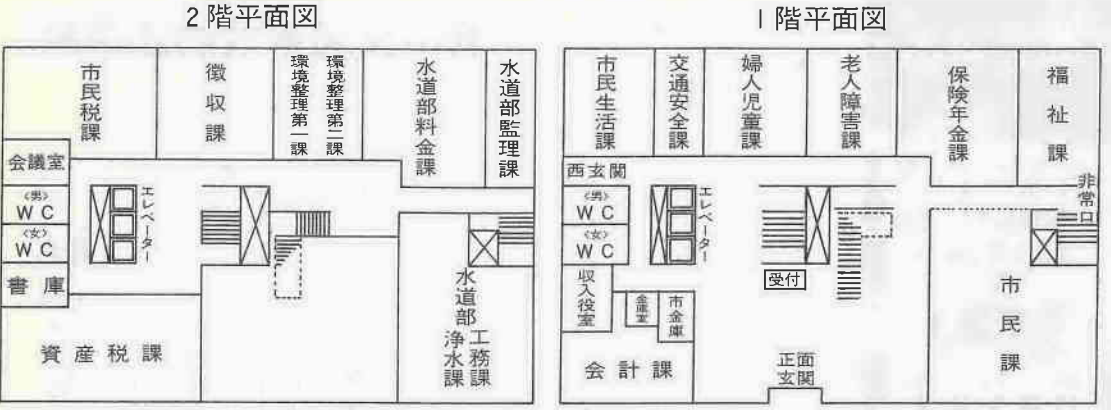 2階平面図
市民税課
徴収課
環境整理第一課
環境整理第二課
水道部料金課
水道部監理課
会議室
〈男〉
WC
〈女〉
WC
書庫
エレベーター
資産税課
水道部
工務課
浄水課
1階平面図
市民生活課
交通安全課
婦人児童課
老人障害課
保険年金課
福祉課
西玄関
〈男〉
WC
〈女〉
WC
エレベーター
非常口
受付
収入役室
金庫室
市金庫
会計課
正面
玄関
市民課